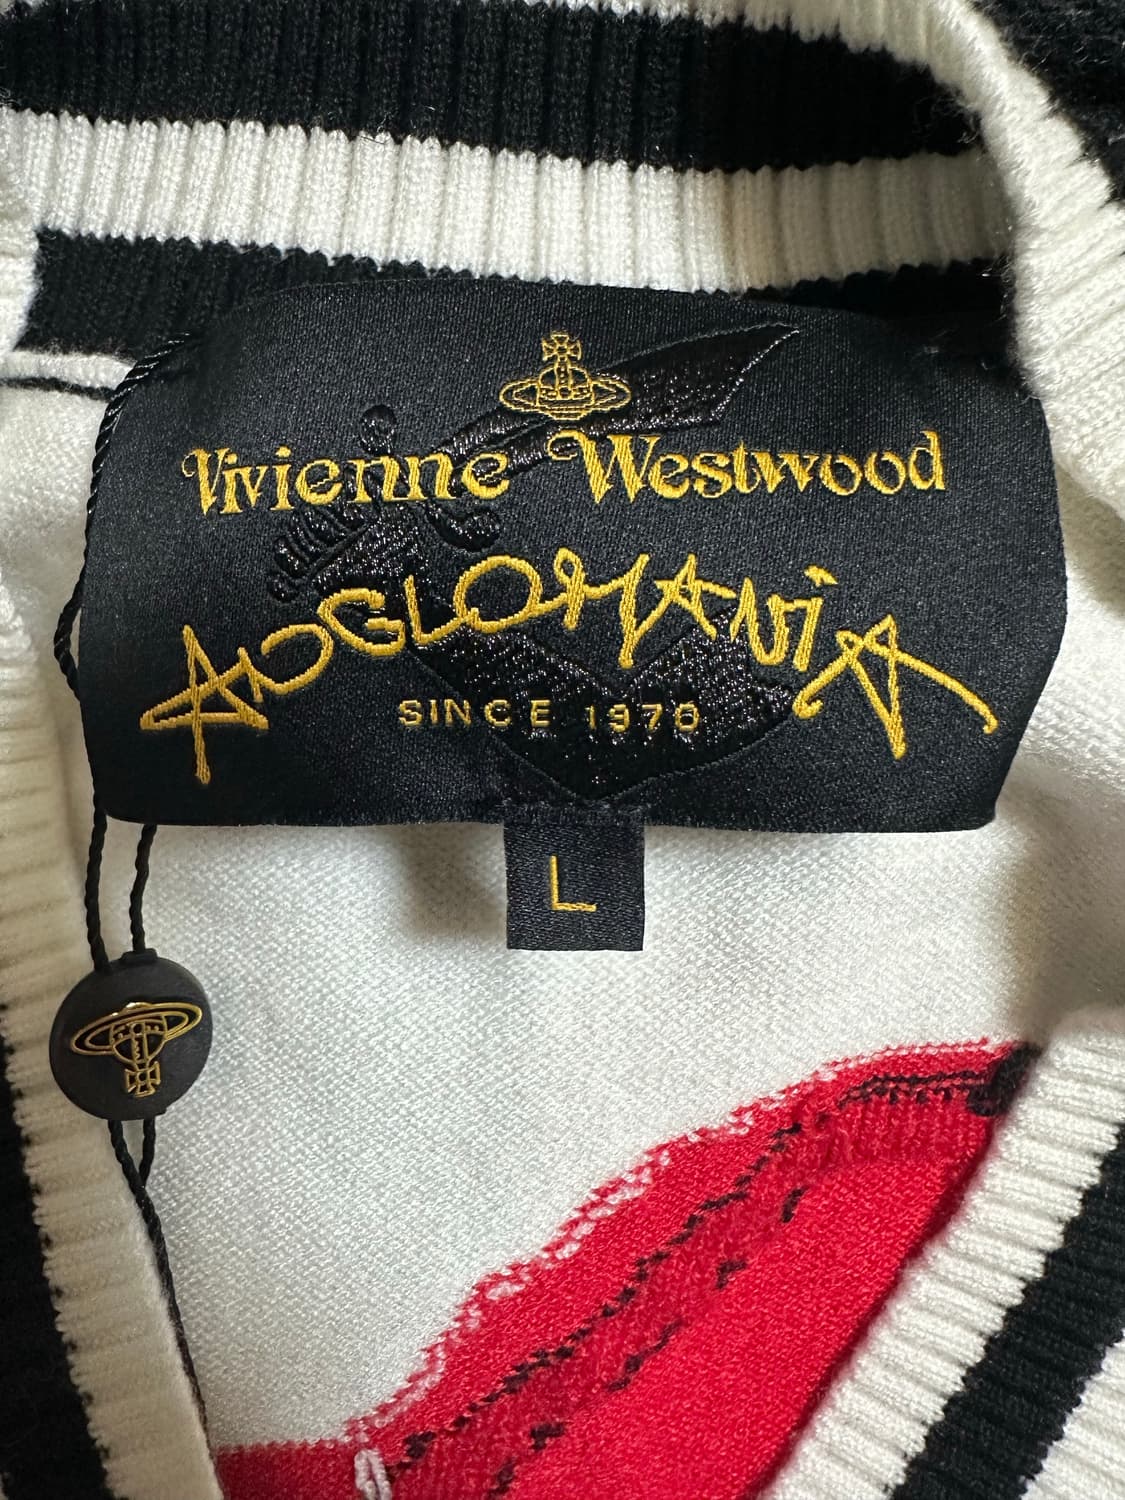 Vivienne Westwood
ANGLOMANIA
SINCE 1970
L